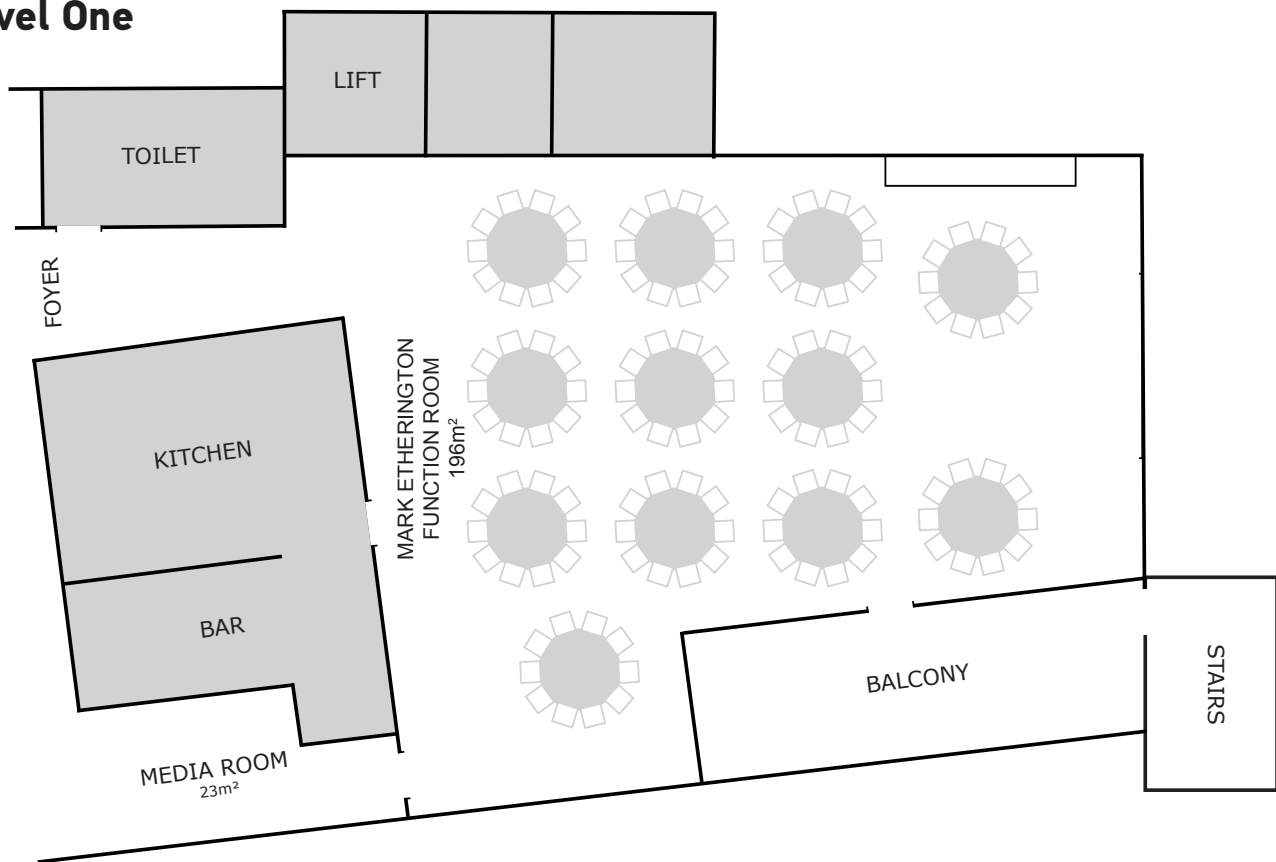 vel One
LIFT
TOILET
FOYER
KITCHEN
MARK ETHERINGTON
FUNCTION ROOM
196m²
BAR
BALCONY
STAIRS
MEDIA ROOM
23m²